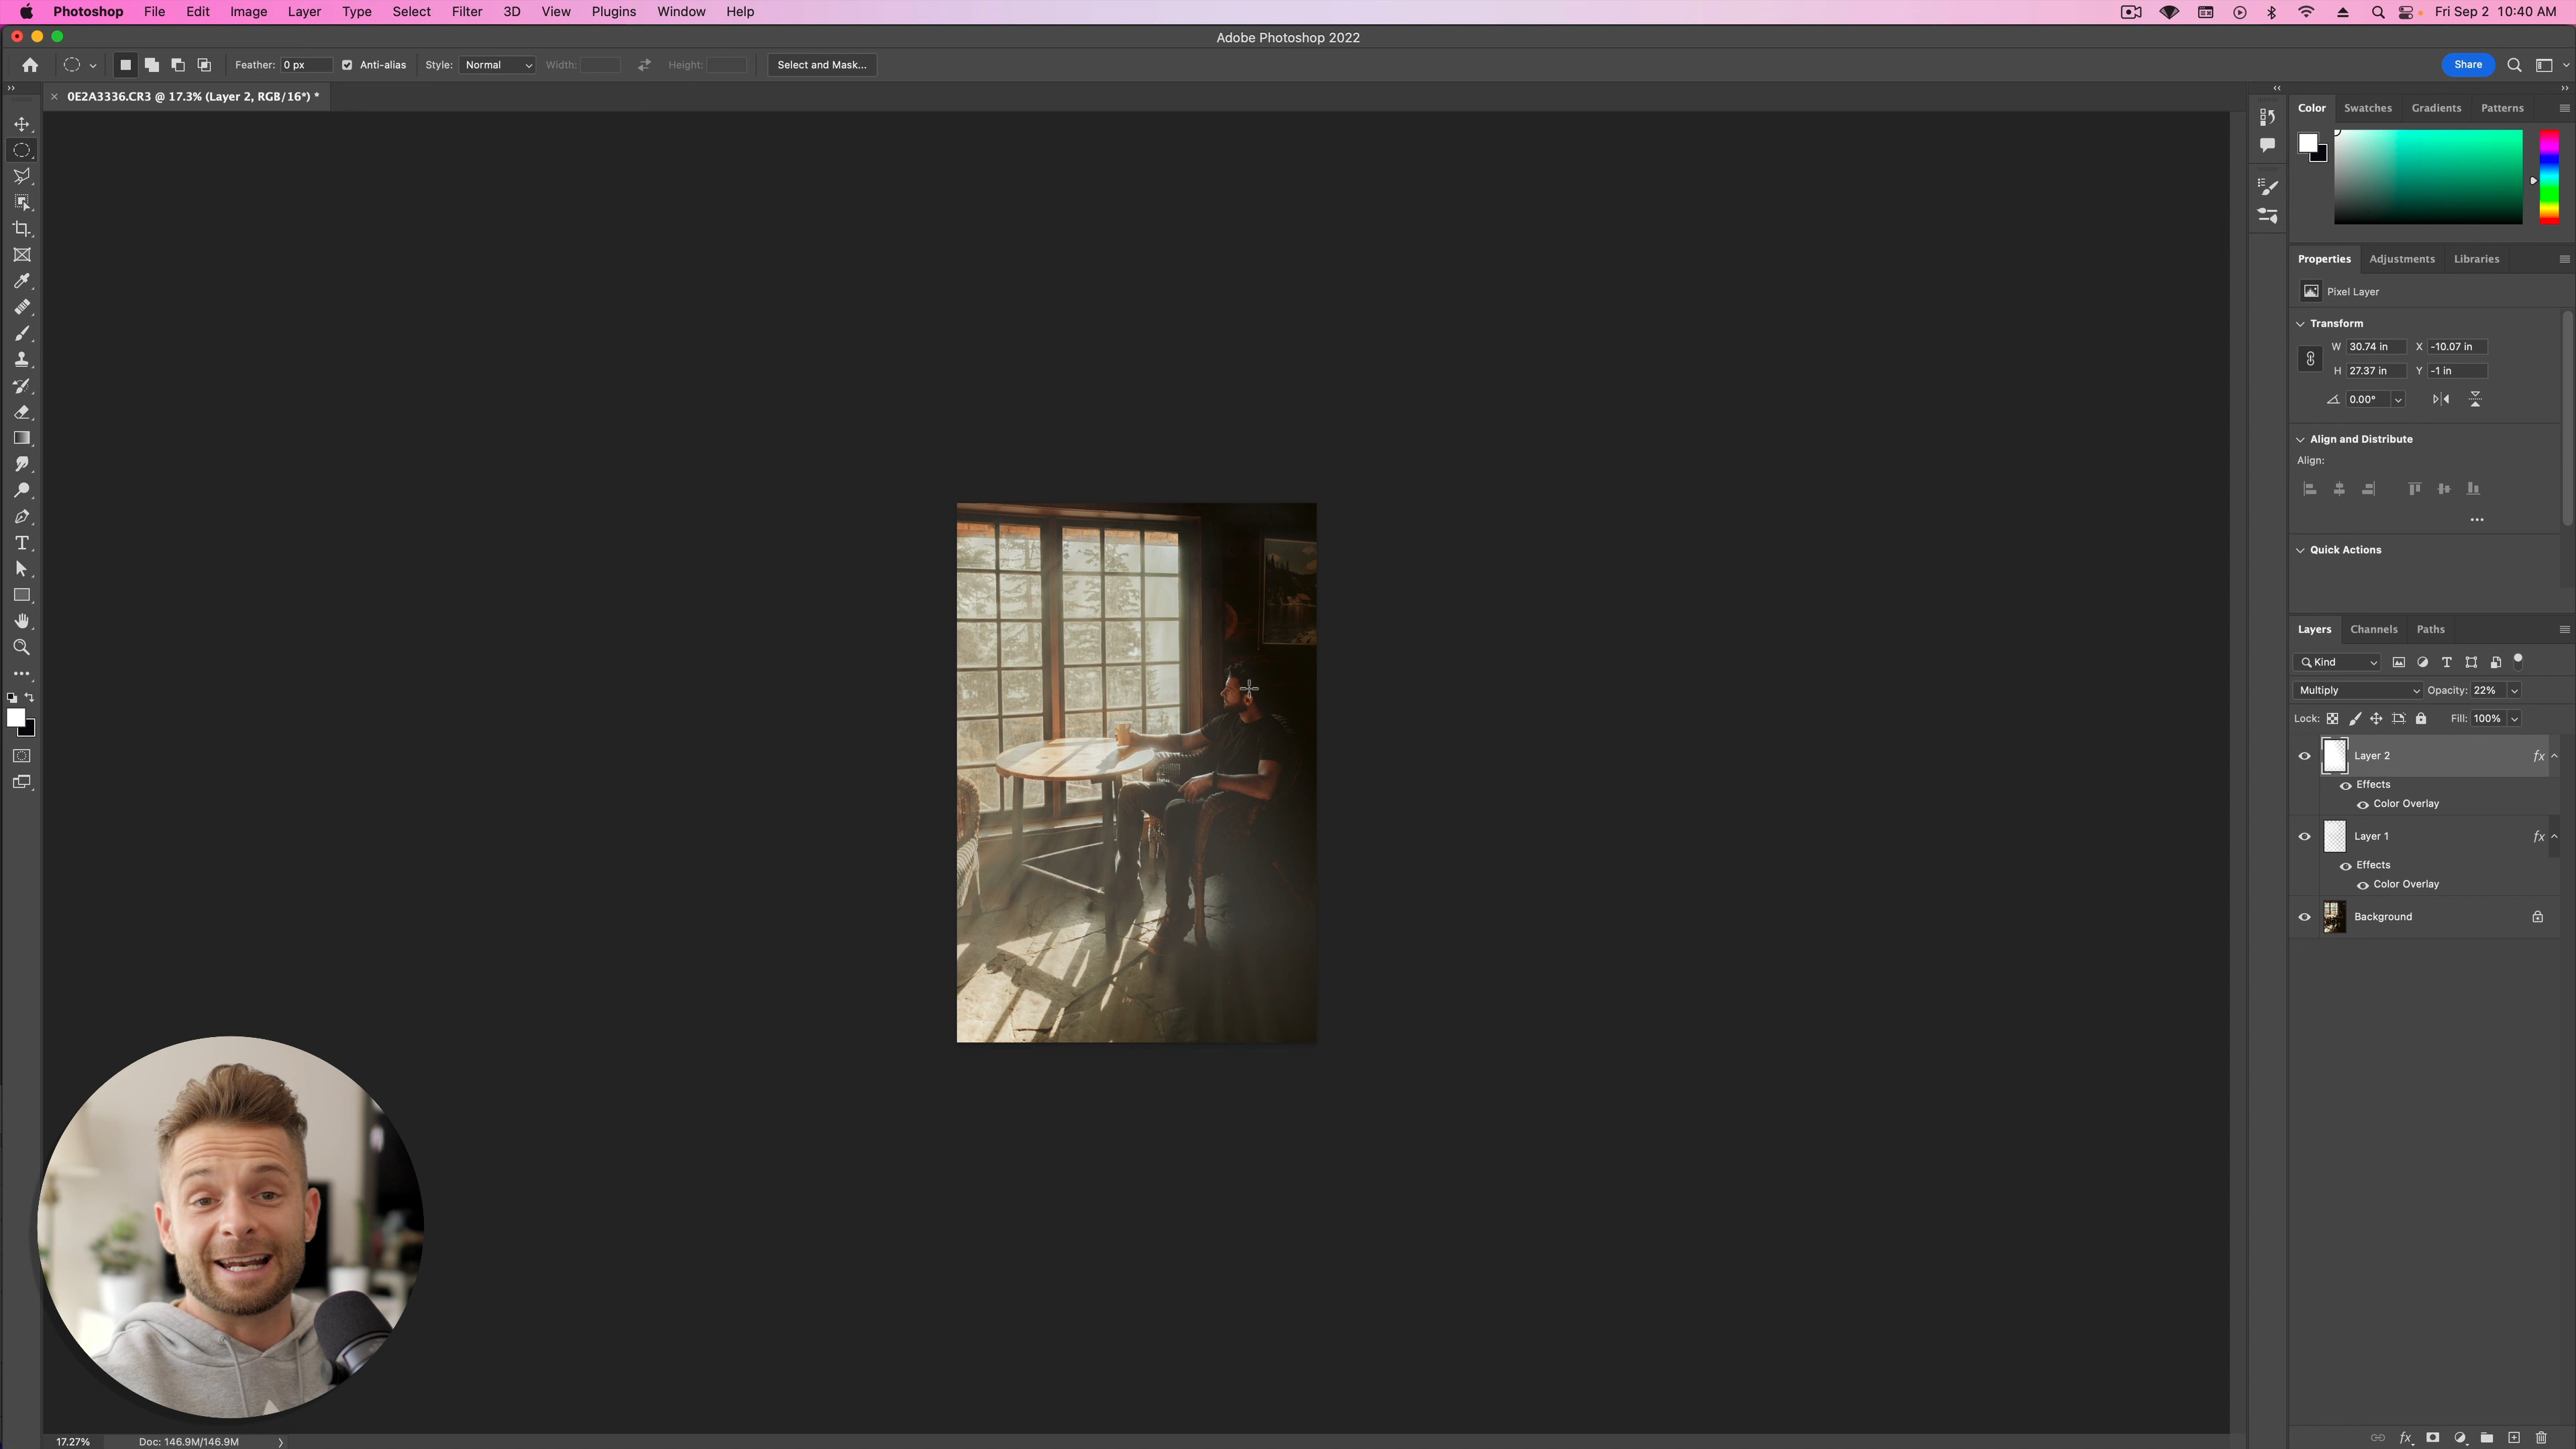 Photoshop File Edit Image Layer Type Select Filter 3D View Plugins Window Help Fri Sep 2 10:40 AM
Adobe Photoshop 2022
Feather: 0 px Anti-alias Style: Normal Width: Height: Select and Mask... Share
0E2A3336.CR3 @ 17.3% (Layer 2, RGB/16*) *
Color Swatches Gradients Patterns
Properties Adjustments Libraries
Pixel Layer
Transform
W 30.74 in X -10.07 in
H 27.37 in Y -1 in
0.00°
Align and Distribute
Align:
Quick Actions
Layers Channels Paths
Kind
Multiply Opacity: 22%
Lock: Fill: 100%
Layer 2 fx
Effects
Color Overlay
Layer 1 fx
Effects
Color Overlay
Background
17.27% Doc: 146.9M/146.9M
fx